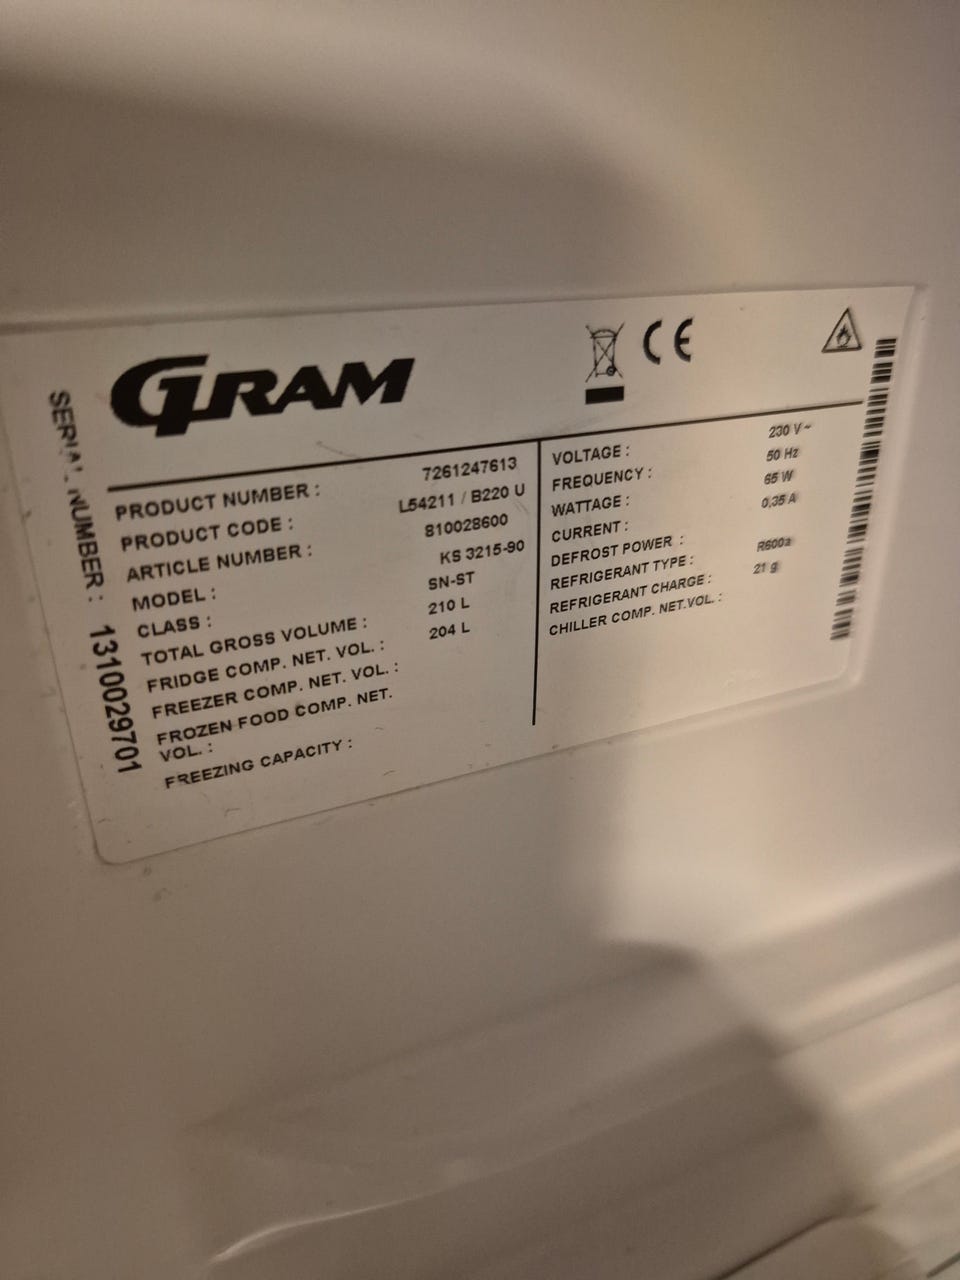 GRAM
CE
SERIAL NUMBER : 1310029701
PRODUCT NUMBER : 7261247613
PRODUCT CODE : L54211 / B220 U
ARTICLE NUMBER : 810028600
MODEL : KS 3215-90
CLASS : SN-ST
TOTAL GROSS VOLUME : 210 L
FRIDGE COMP. NET. VOL. : 204 L
FREEZER COMP. NET. VOL. :
FROZEN FOOD COMP. NET.
VOL. :
FREEZING CAPACITY :
VOLTAGE : 230 V~
FREQUENCY : 50 Hz
WATTAGE : 65 W
CURRENT : 0,35 A
DEFROST POWER :
REFRIGERANT TYPE : R600a
REFRIGERANT CHARGE : 21 g
CHILLER COMP. NET.VOL. :